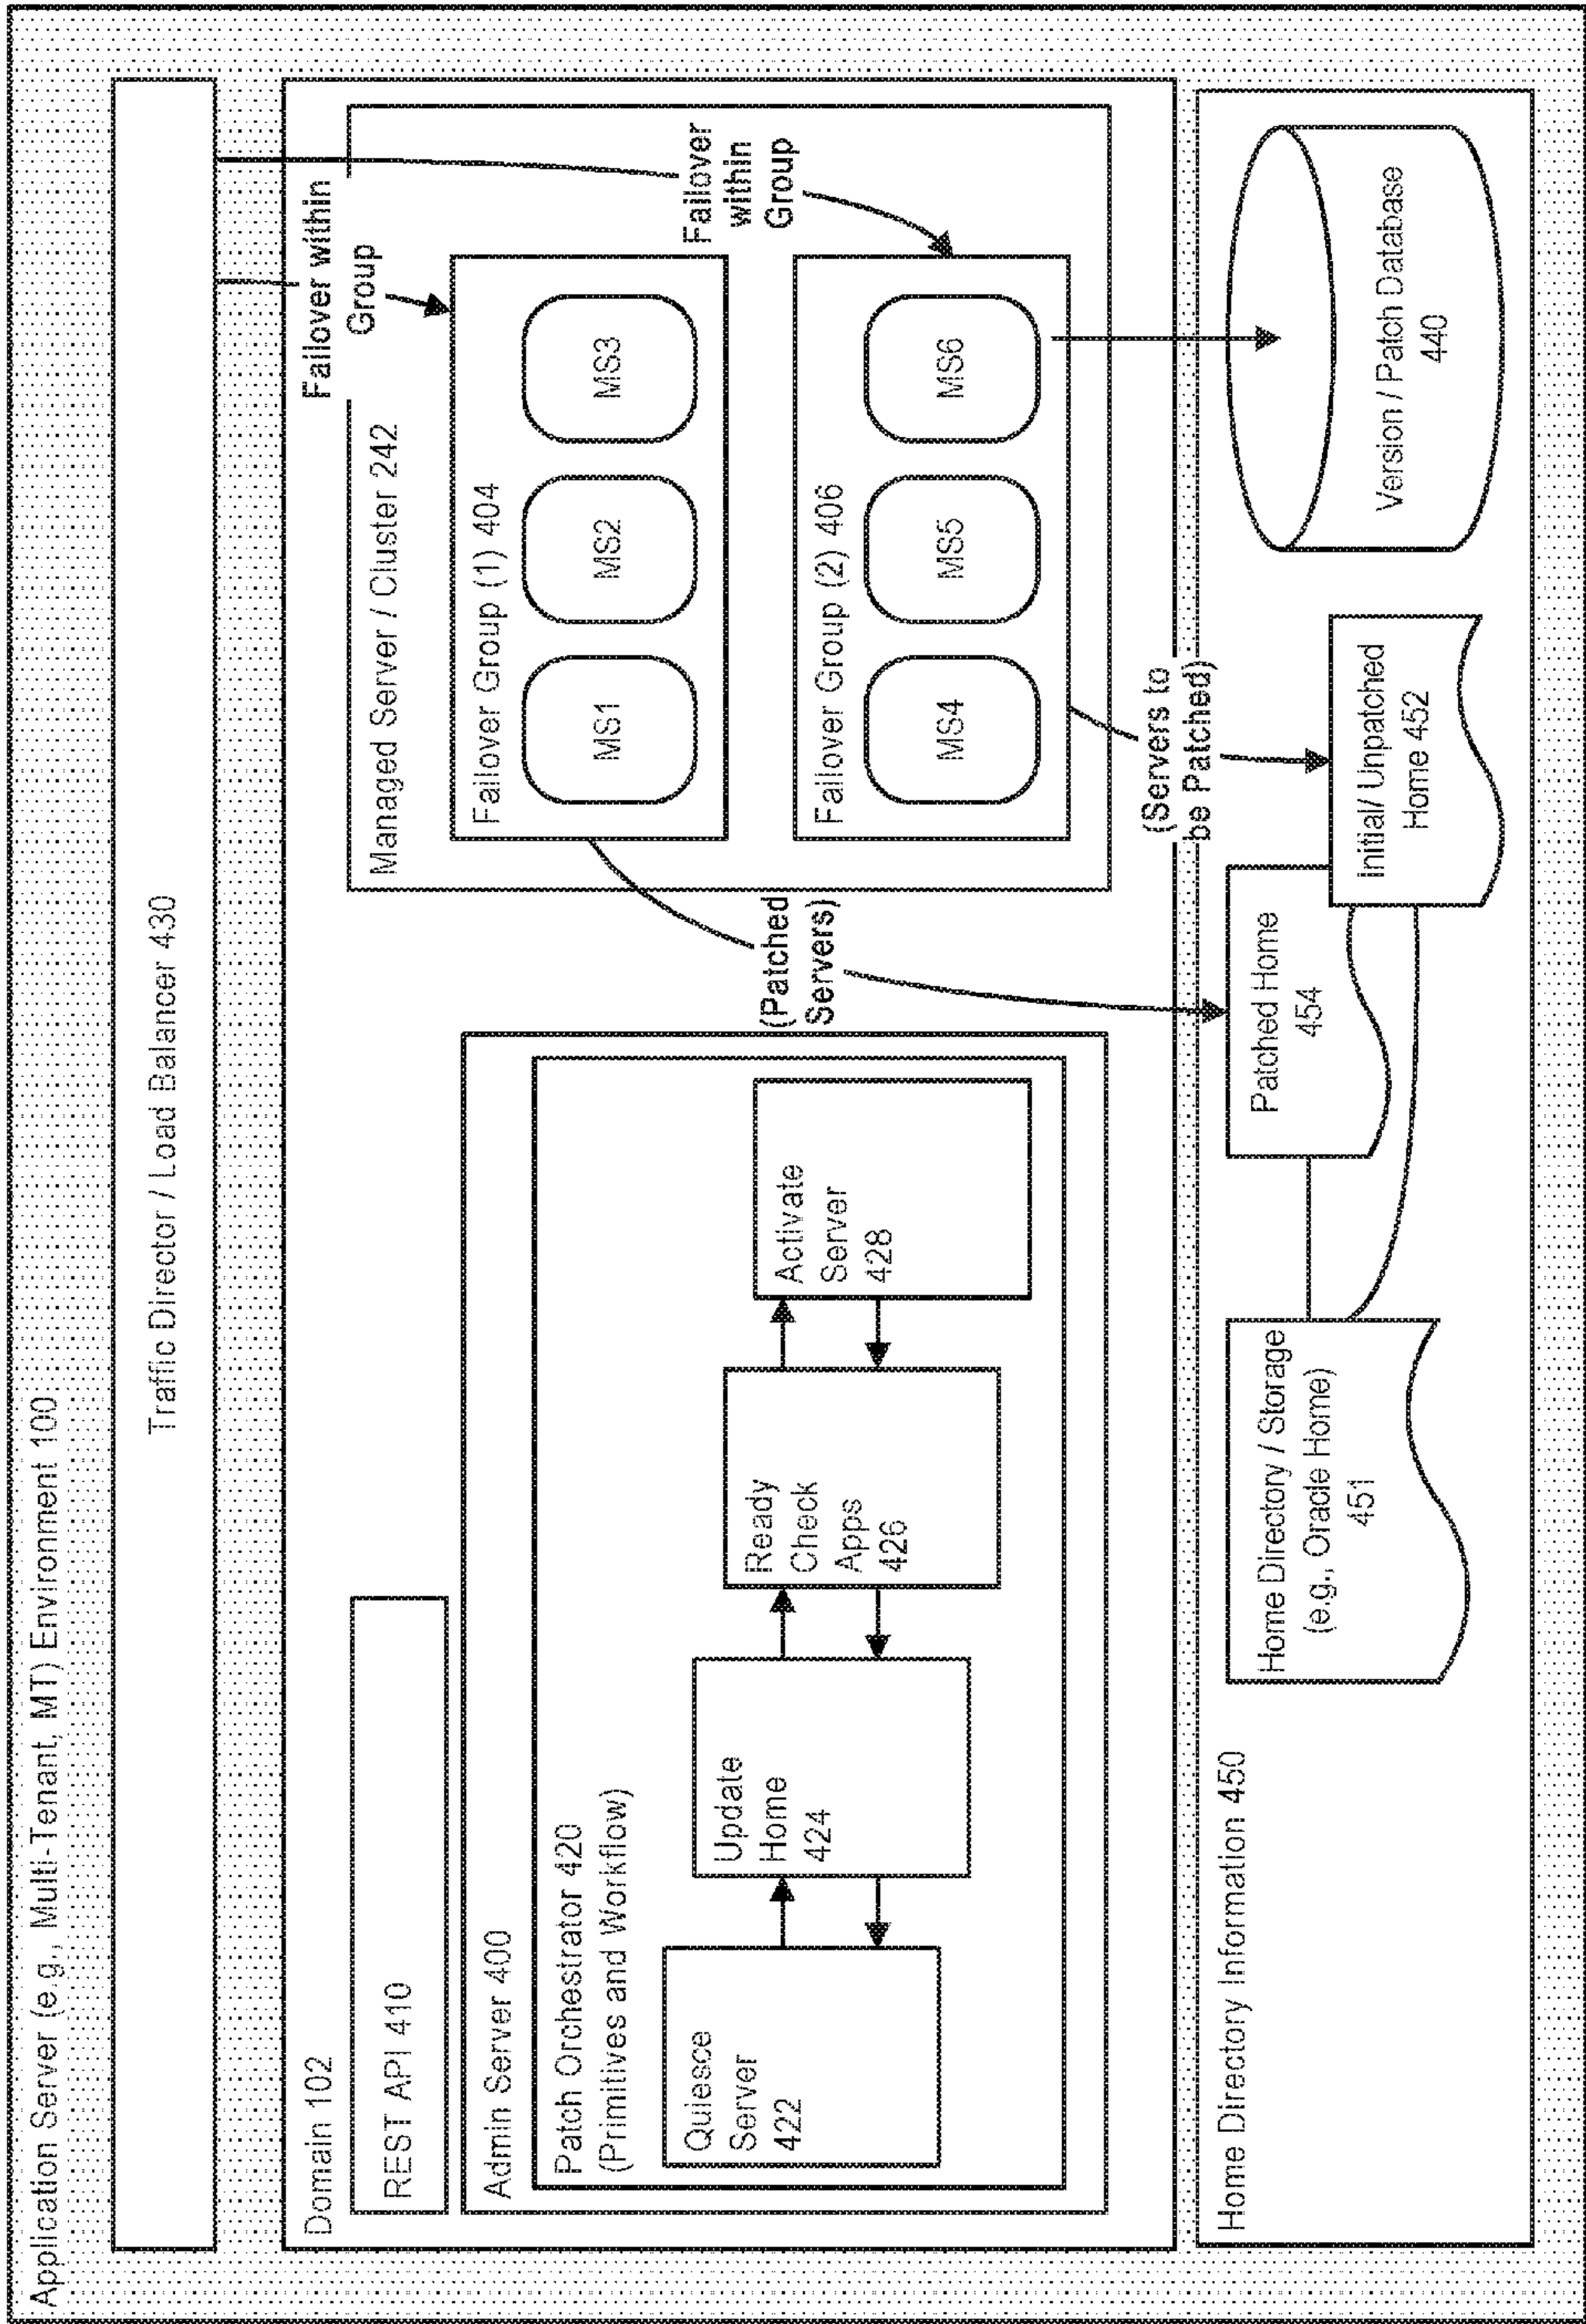 Application Server (e.g., Multi-Tenant, MT) Environment 100
Traffic Director / Load Balancer 430
Domain 102
REST API 410
Admin Server 400
Patch Orchestrator 420
(Primitives and Workflow)
Quiesce
Server
422
Update
Home
424
Ready
Check
Apps
426
Activate
Server
428
Failover within
Group
Managed Server / Cluster 242
Failover Group (1) 404
MS1
MS2
MS3
Failover
within
Group
Failover Group (2) 406
MS4
MS5
MS6
(Patched
Servers)
(Servers to
be Patched)
Home Directory Information 450
Home Directory / Storage
(e.g., Oracle Home)
451
Patched Home
454
Initial/ Unpatched
Home 452
Version / Patch Database
440